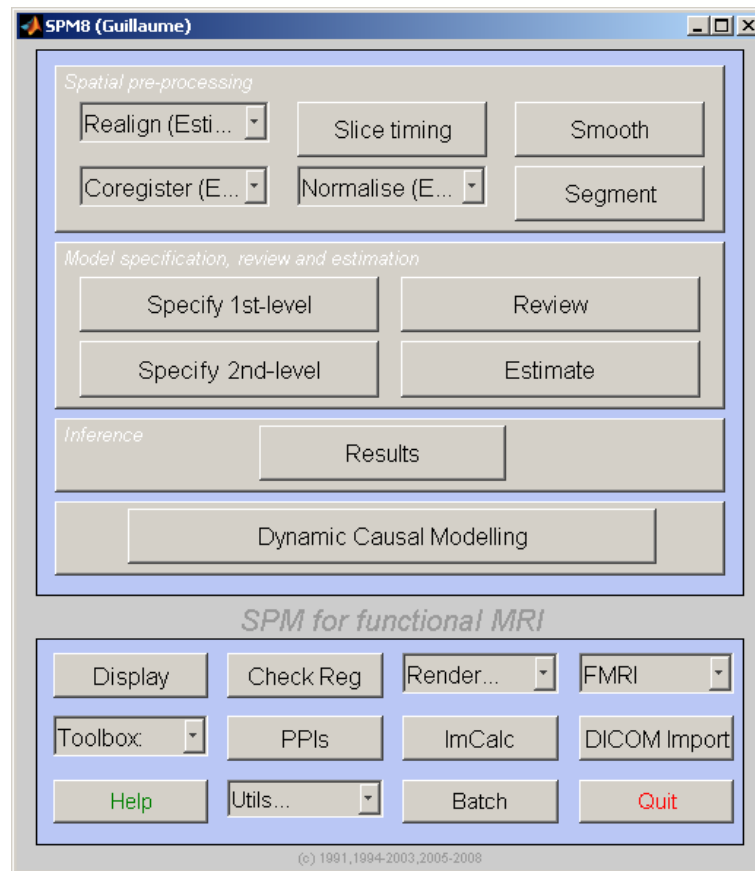 SPM8 (Guillaume)
Spatial pre-processing
Realign (Esti...
Slice timing
Smooth
Coregister (E...
Normalise (E...
Segment
Model specification, review and estimation
Specify 1st-level
Review
Specify 2nd-level
Estimate
Inference
Results
Dynamic Causal Modelling
SPM for functional MRI
Display
Check Reg
Render...
FMRI
Toolbox:
PPIs
ImCalc
DICOM Import
Help
Utils...
Batch
Quit
(c) 1991,1994-2003,2005-2008